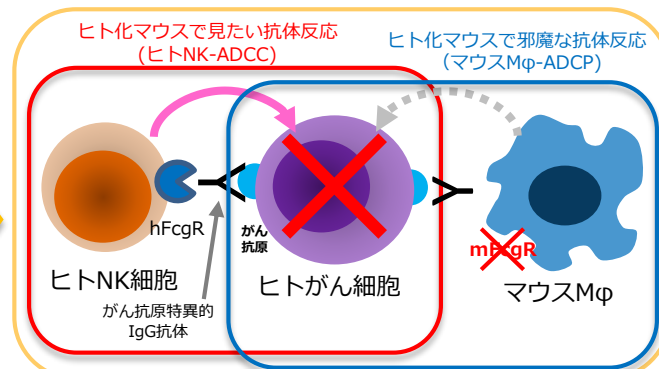 ヒト化マウスで見たい抗体反応
(ヒトNK-ADCC)
ヒト化マウスで邪魔な抗体反応
(マウスMφ-ADCP)
hFcgR
がん
抗原
mFcgR
ヒトNK細胞
ヒトがん細胞
マウスMφ
がん抗原特異的
IgG抗体